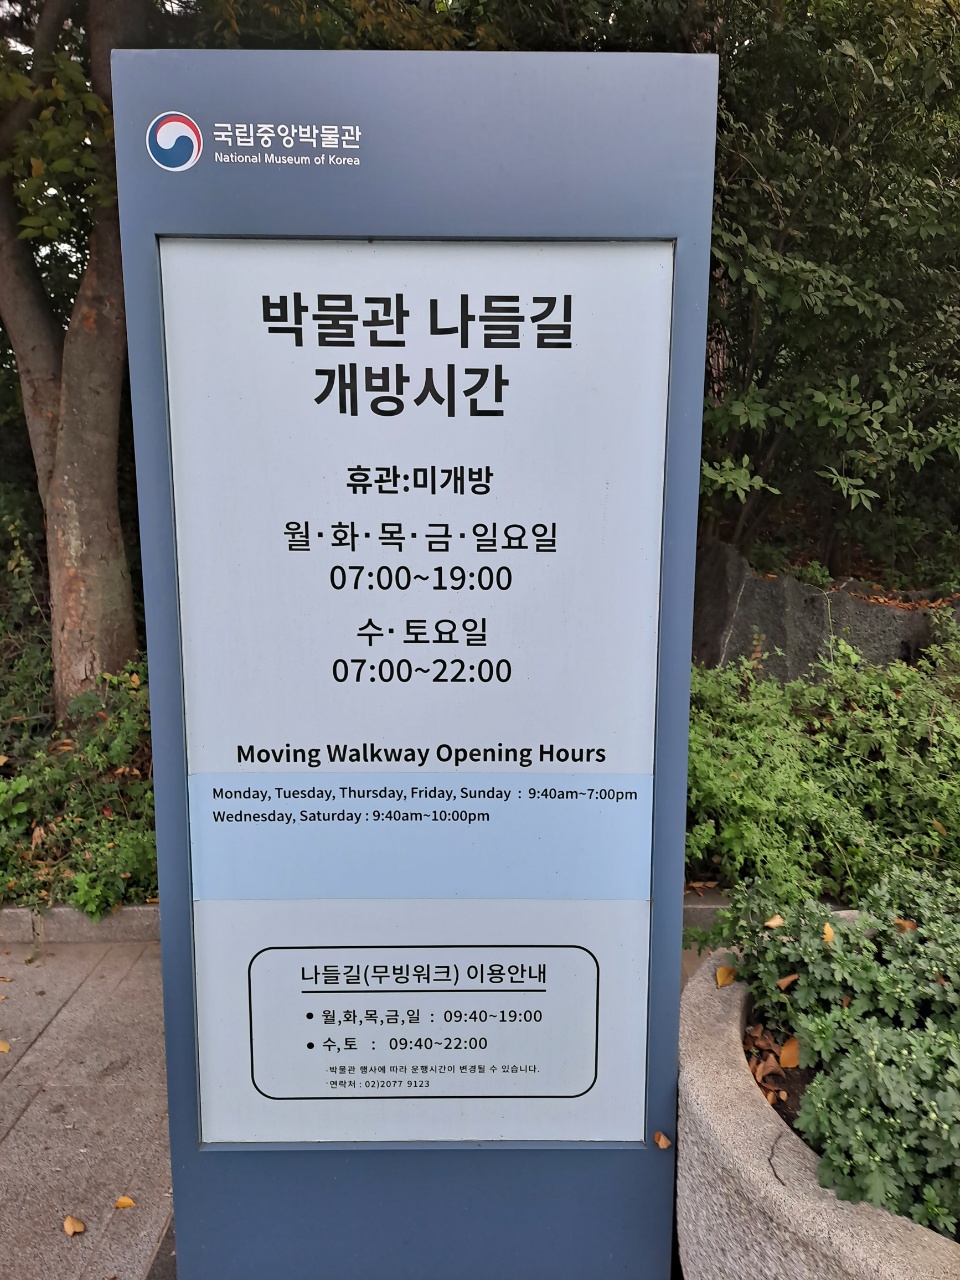 국립중앙박물관
National Museum of Korea
박물관 나들길
개방시간
휴관:미개방
월·화·목·금·일요일
07:00~19:00
수·토요일
07:00~22:00
Moving Walkway Opening Hours
Monday, Tuesday, Thursday, Friday, Sunday : 9:40am~7:00pm
Wednesday, Saturday : 9:40am~10:00pm
나들길(무빙워크) 이용안내
• 월,화,목,금,일 : 09:40~19:00
• 수,토 : 09:40~22:00
·박물관 행사에 따라 운행시간이 변경될 수 있습니다.
·연락처 : 02)2077 9123